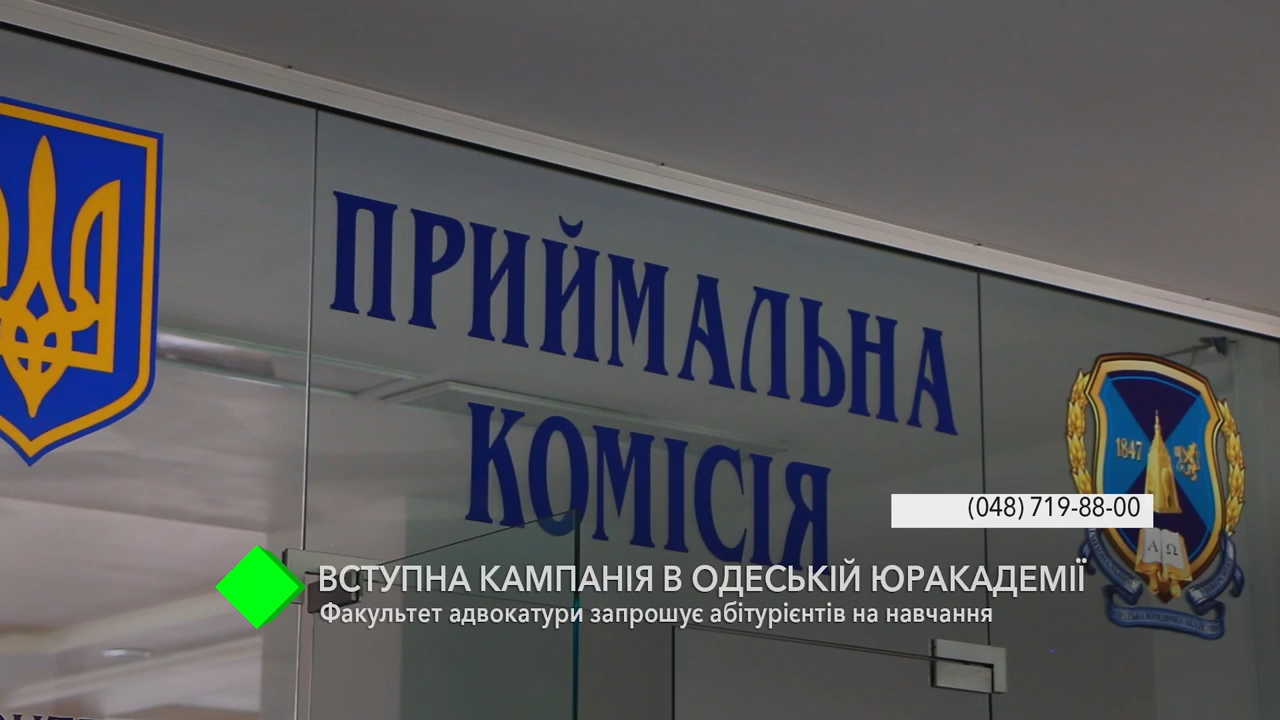 ПРИЙМАЛЬНА
КОМІСІЯ
1847
Α Ω
(048) 719-88-00
ВСТУПНА КАМПАНІЯ В ОДЕСЬКІЙ ЮРАКАДЕМІЇ
Факультет адвокатури запрошує абітурієнтів на навчання